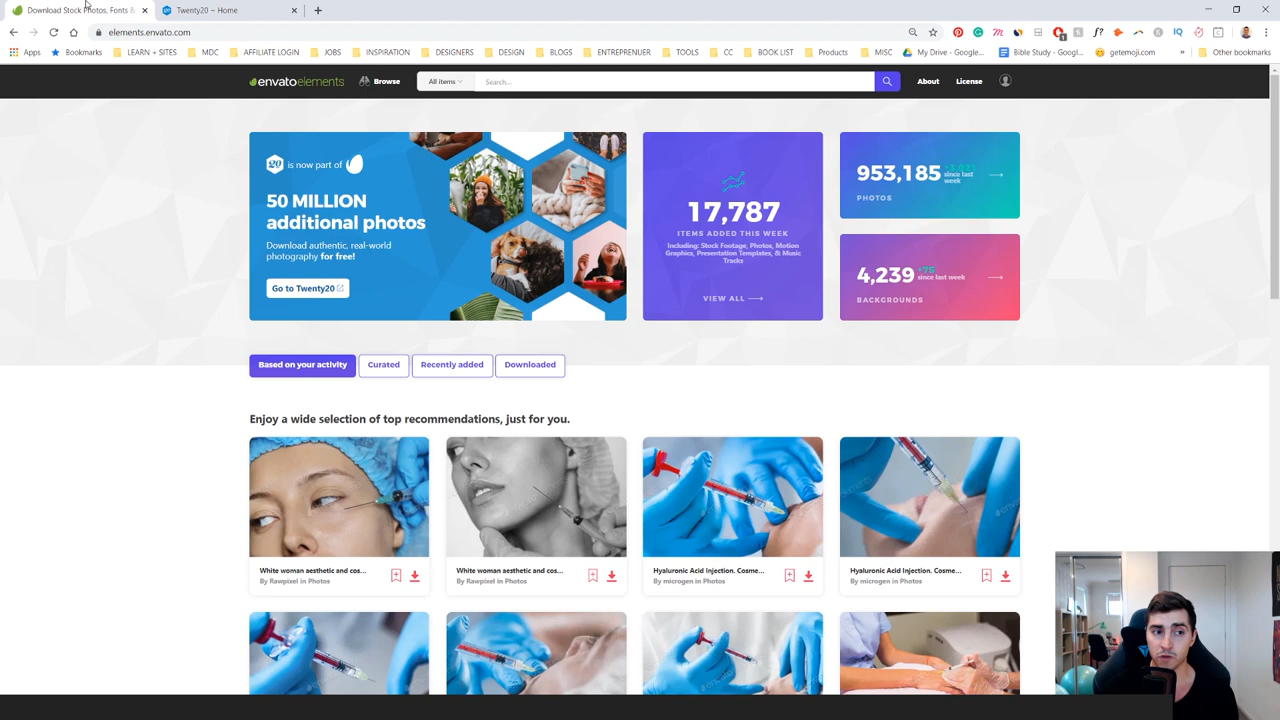 Download Stock Photos, Fonts &
Twenty20 – Home
elements.envato.com
Apps
Bookmarks
LEARN + SITES
MDC
AFFILIATE LOGIN
JOBS
INSPIRATION
DESIGNERS
DESIGN
BLOGS
ENTREPRENUER
TOOLS
CC
BOOK LIST
Products
MISC
My Drive - Google...
Bible Study - Googl...
getemoji.com
»
Other bookmarks
envatoelements
Browse
All items
Search...
About
License
20 is now part of
50 MILLION
additional photos
Download authentic, real-world
photography for free!
Go to Twenty20
17,787
ITEMS ADDED THIS WEEK
Including: Stock Footage, Photos, Motion
Graphics, Presentation Templates, & Music
Tracks
VIEW ALL
953,185
since last
week
PHOTOS
4,239 +75
since last week
BACKGROUNDS
Based on your activity
Curated
Recently added
Downloaded
Enjoy a wide selection of top recommendations, just for you.
White woman aesthetic and cos...
By Rawpixel in Photos
White woman aesthetic and cos...
By Rawpixel in Photos
Hyaluronic Acid Injection. Cosme...
By microgen in Photos
Hyaluronic Acid Injection. Cosme...
By microgen in Photos